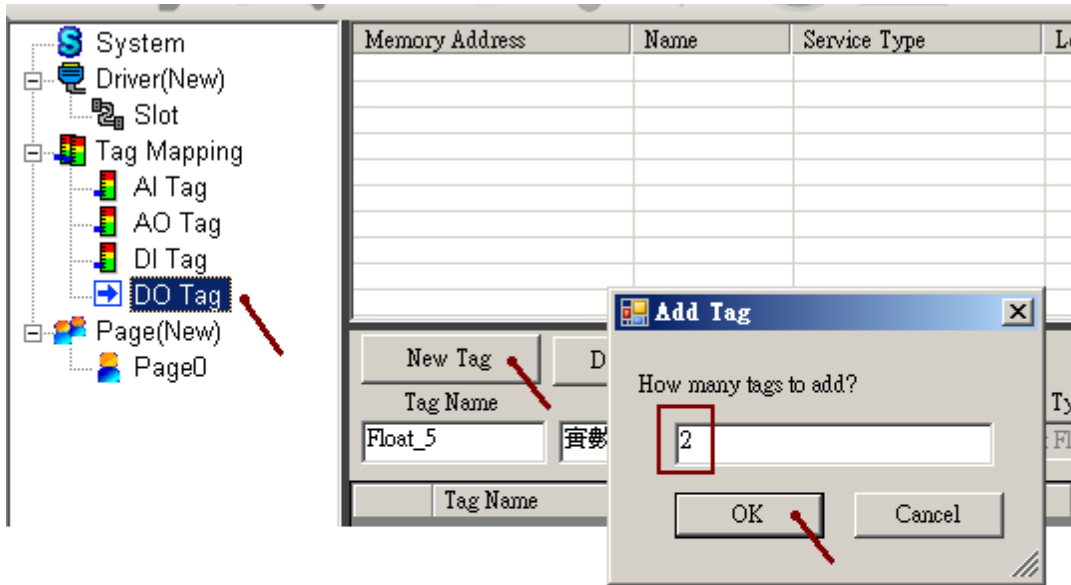 System
Driver(New)
Slot
Tag Mapping
AI Tag
AO Tag
DI Tag
DO Tag
Page(New)
Page0
Memory Address Name Service Type
New Tag D
Tag Name
Float_5
Tag Name
Add Tag
How many tags to add?
2
OK Cancel